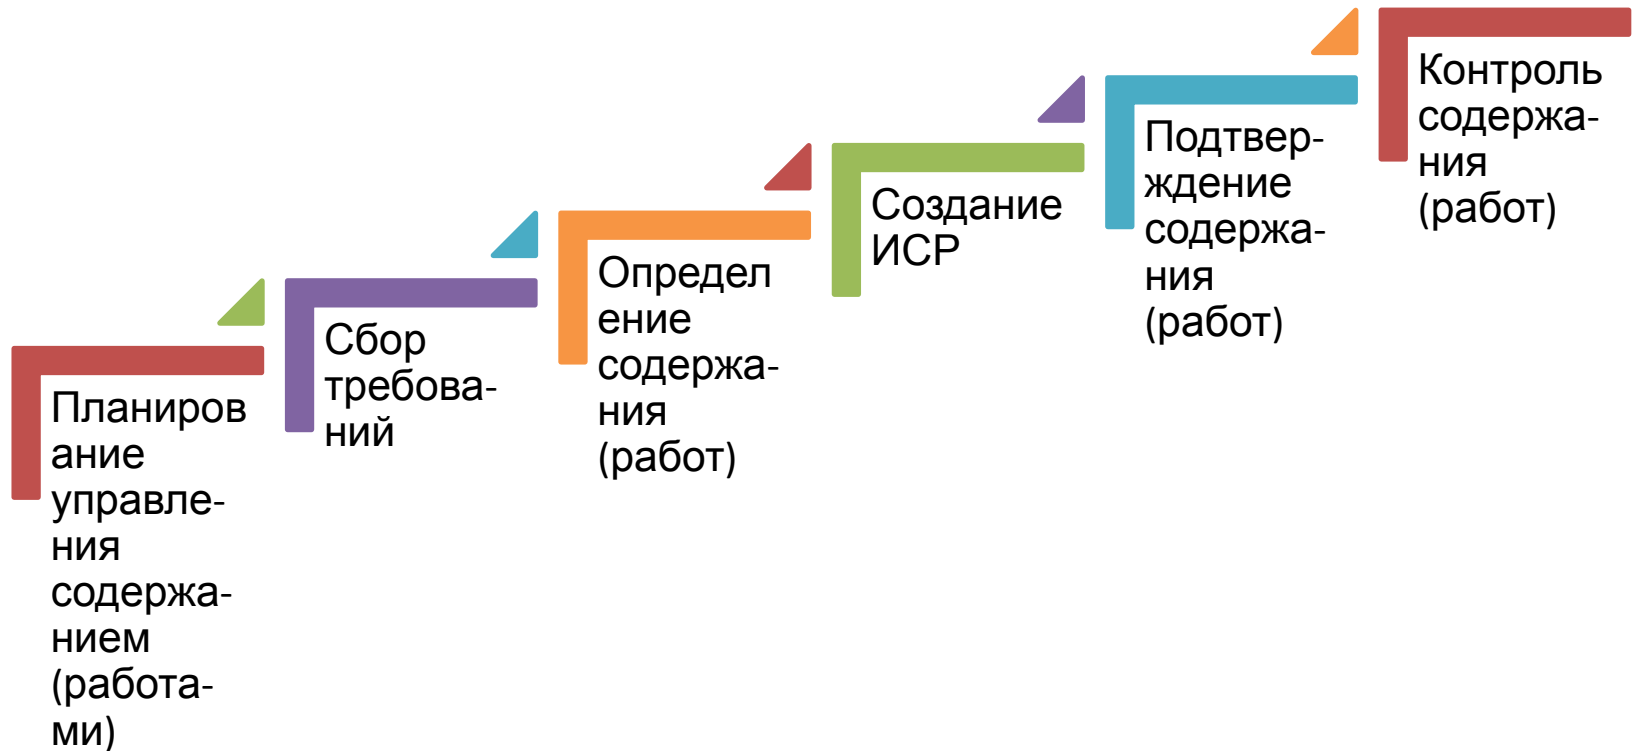 Планиров
ание
управле-
ния
содержа-
нием
(работа-
ми)
Сбор
требова-
ний
Определ
ение
содержа-
ния
(работ)
Создание
ИСР
Подтвер-
ждение
содержа-
ния
(работ)
Контроль
содержа-
ния
(работ)